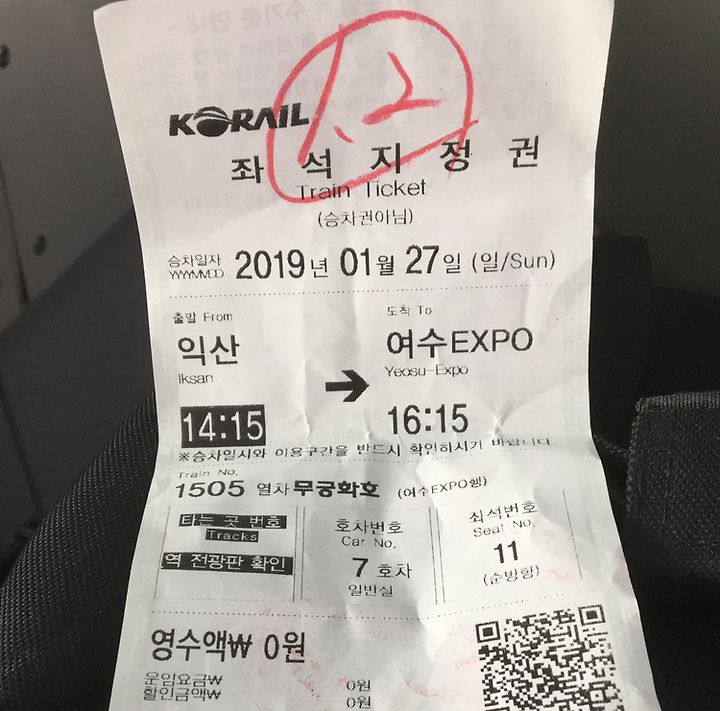 1.2
KORAIL
좌석지정권
Train Ticket
(승차권아님)
승차일자 2019년 01월 27일 (일/Sun)
YYYYMMDD
출발 From 도착 To
익산 여수EXPO
Iksan Yeosu-Expo
14:15 16:15
※승차일시와 이용구간을 반드시 확인하시기 바랍니다.
Train No.
1505 열차 무궁화호 (여수EXPO행)
타는 곳 번호 호차번호 좌석번호
Tracks Car No. Seat No.
역 전광판 확인 7 호차 11
일반실 (순방향)
영수액₩ 0원
운임요금₩ 0원
할인금액₩ 0원